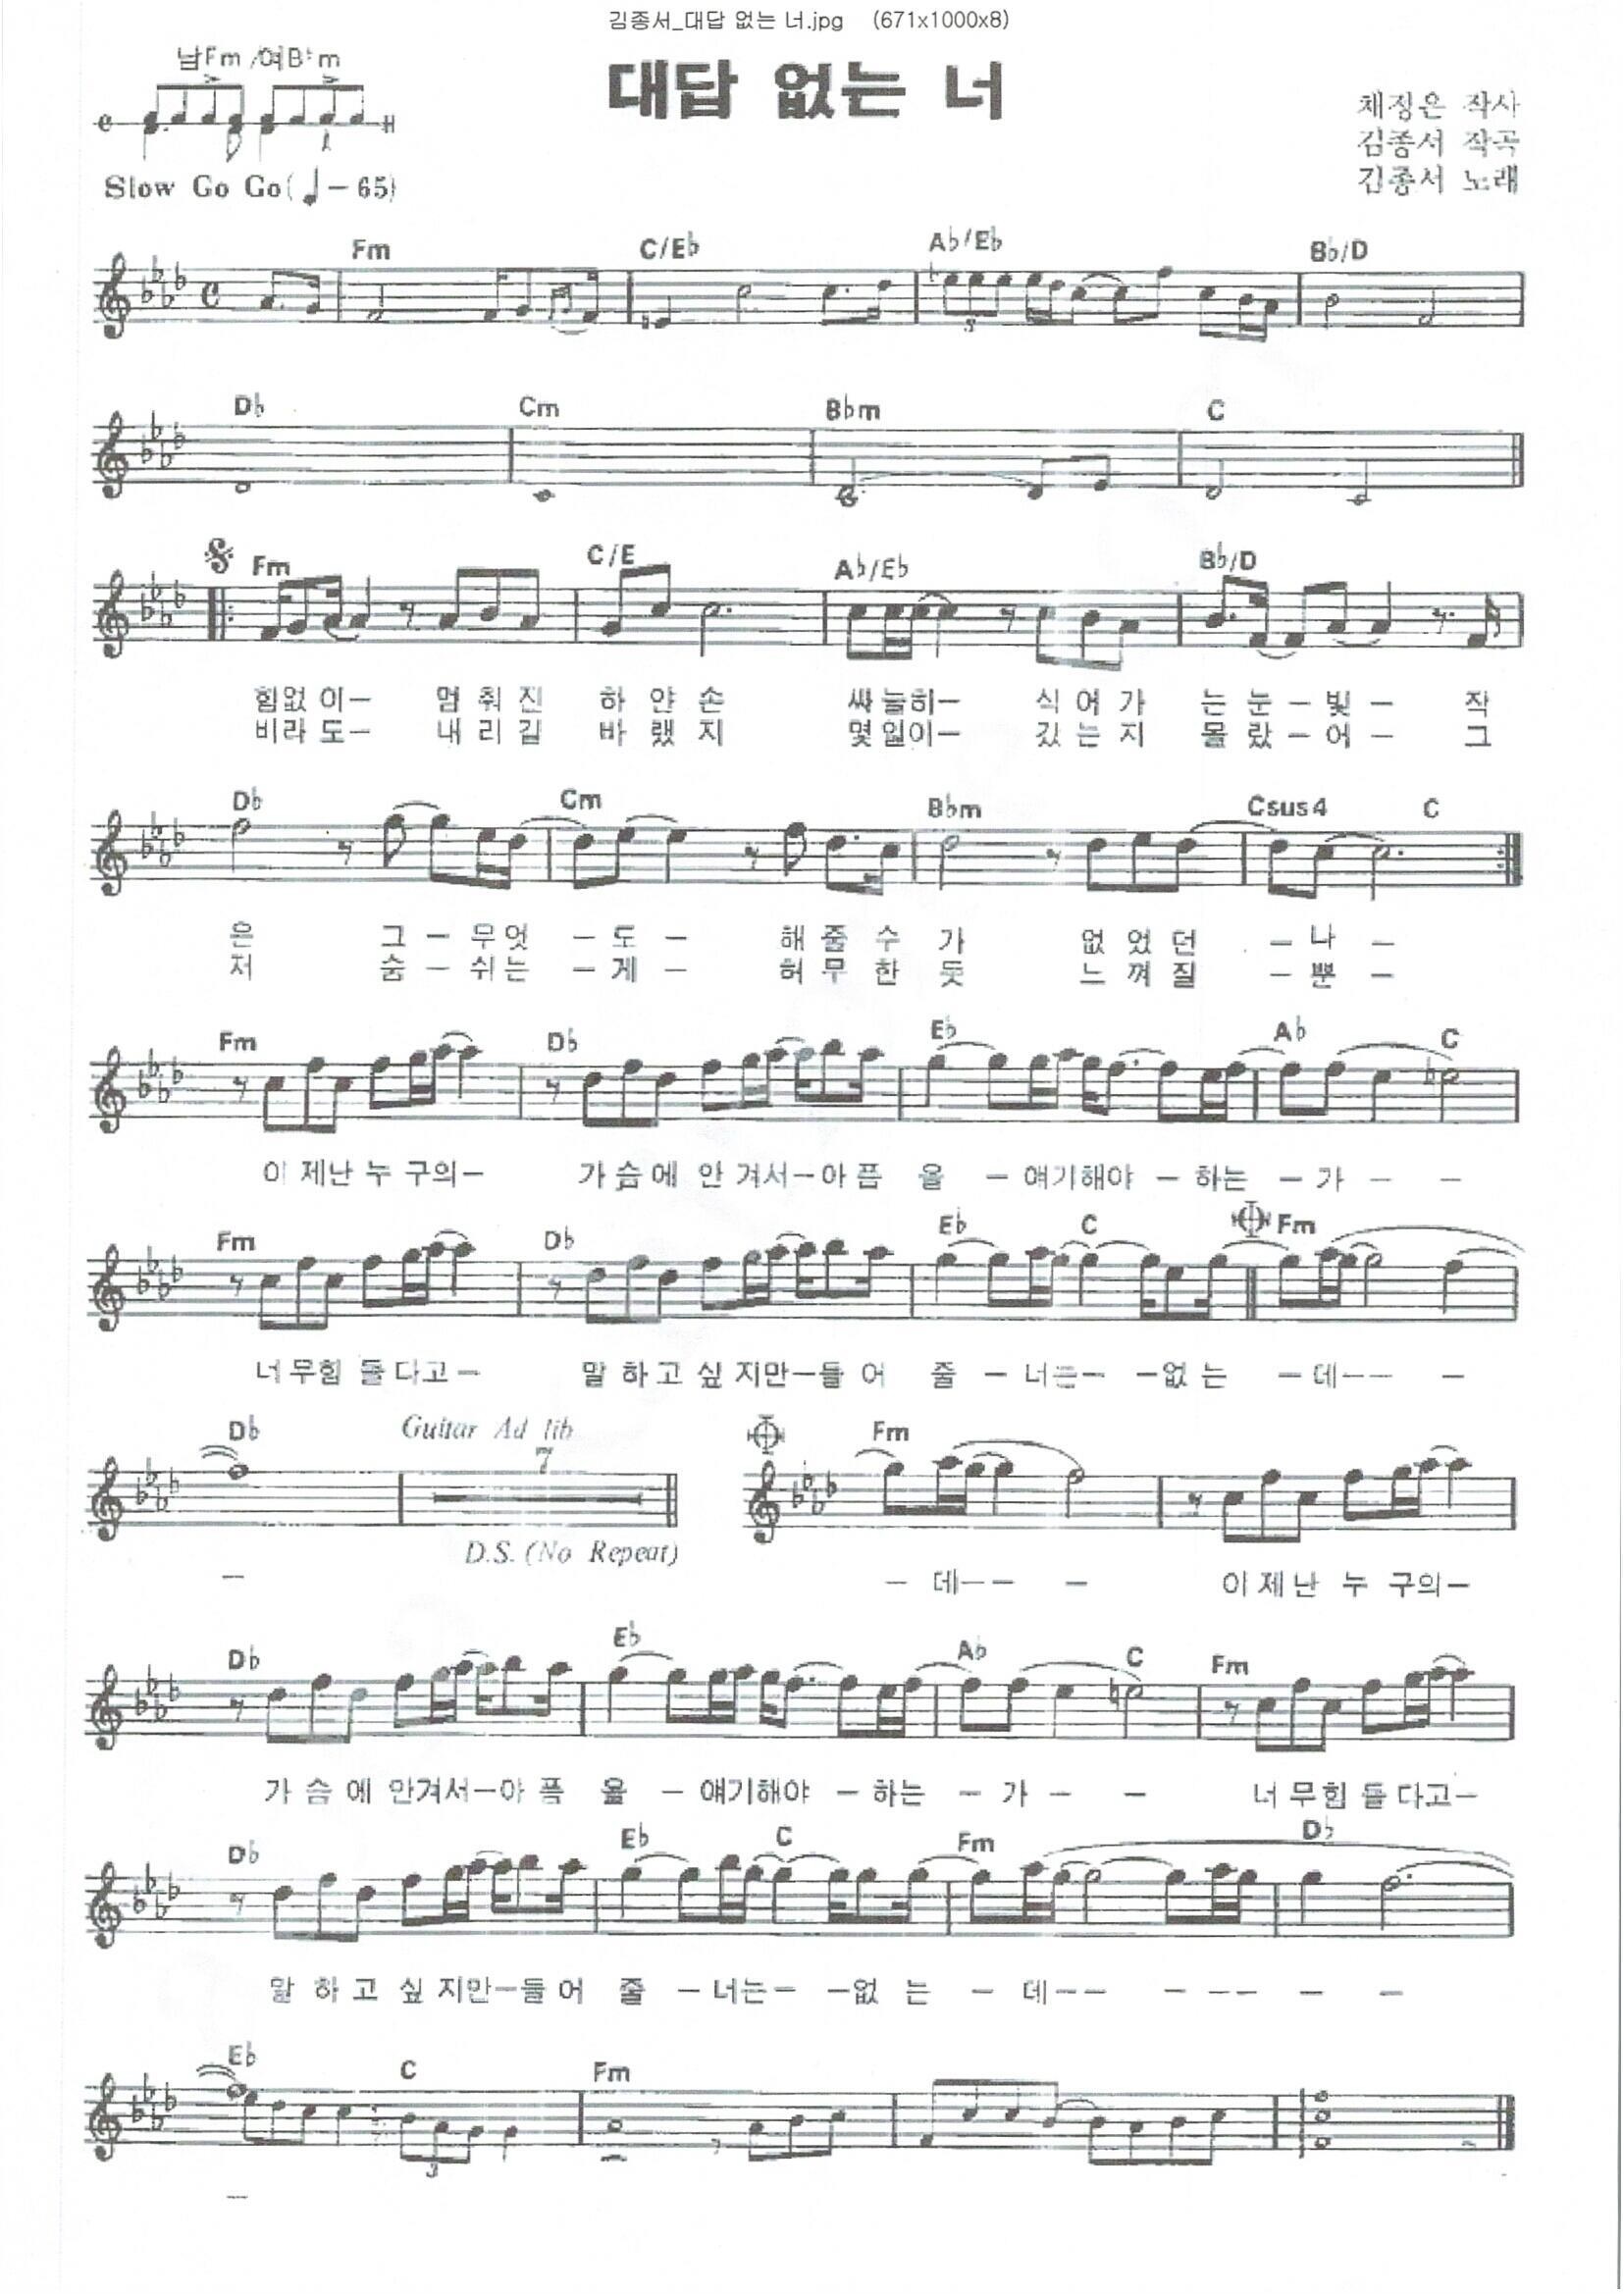 김종서_대답 없는 너.jpg (671x1000x8)
남Fm /여B♭m
대답 없는 너
채정은 작사
김종서 작곡
김종서 노래
Slow Go Go(♩-65)
Fm C/E♭ A♭/E♭ B♭/D
3
D♭ Cm B♭m C
Fm C/E A♭/E♭ B♭/D
힘없 이- 멈 춰 진 하 얀 손 싸늘히- 식 어 가 는 눈 - 빛 - 작
비라 도- 내 리 길 바 랬 지 몇일이- 갔 는 지 몰 랐 - 어 - 그
D♭ Cm B♭m Csus4 C
은 그 - 무엇 - 도 - 해 줄 수 가 없 었 던 - 나 -
저 숨 - 쉬는 - 게 - 허 무 한 듯 느 껴 질 - 뿐 -
Fm D♭ E♭ A♭ C
이 제난 누 구의- 가 슴 에 안 겨서-아 픔 을 - 얘기해야 - 하는 - 가 - -
Fm D♭ E♭ C Fm
너 무힘 들 다고- 말 하 고 싶 지만-들 어 줄 - 너는- -없 는 -데-- -
D♭ Guitar Ad lib Fm
7
D.S. (No Repeat)
- - 데-- - 이 제 난 누 구의-
D♭ E♭ A♭ C Fm
가 슴 에 안겨서-아 픔 을 - 얘기해야 - 하는 - 가 - - 너 무힘 들 다고-
D♭ E♭ C Fm D♭
말 하 고 싶 지만-들 어 줄 -너는- -없 는 - 데-- - -- - -
E♭ C Fm
3
-